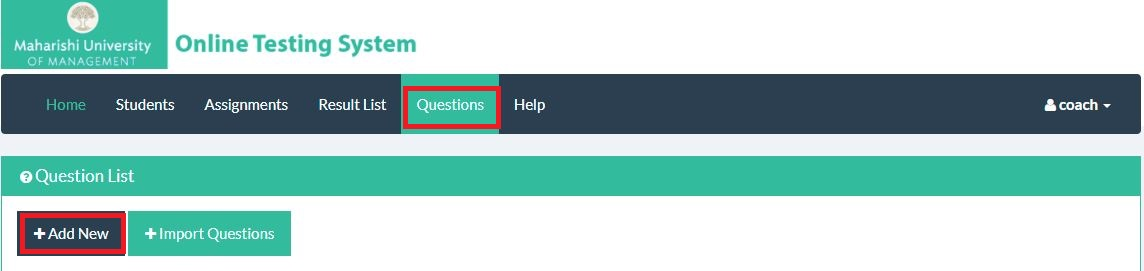 Maharishi University
OF MANAGEMENT
Online Testing System
Home Students Assignments Result List Questions Help coach
Question List
+ Add New + Import Questions